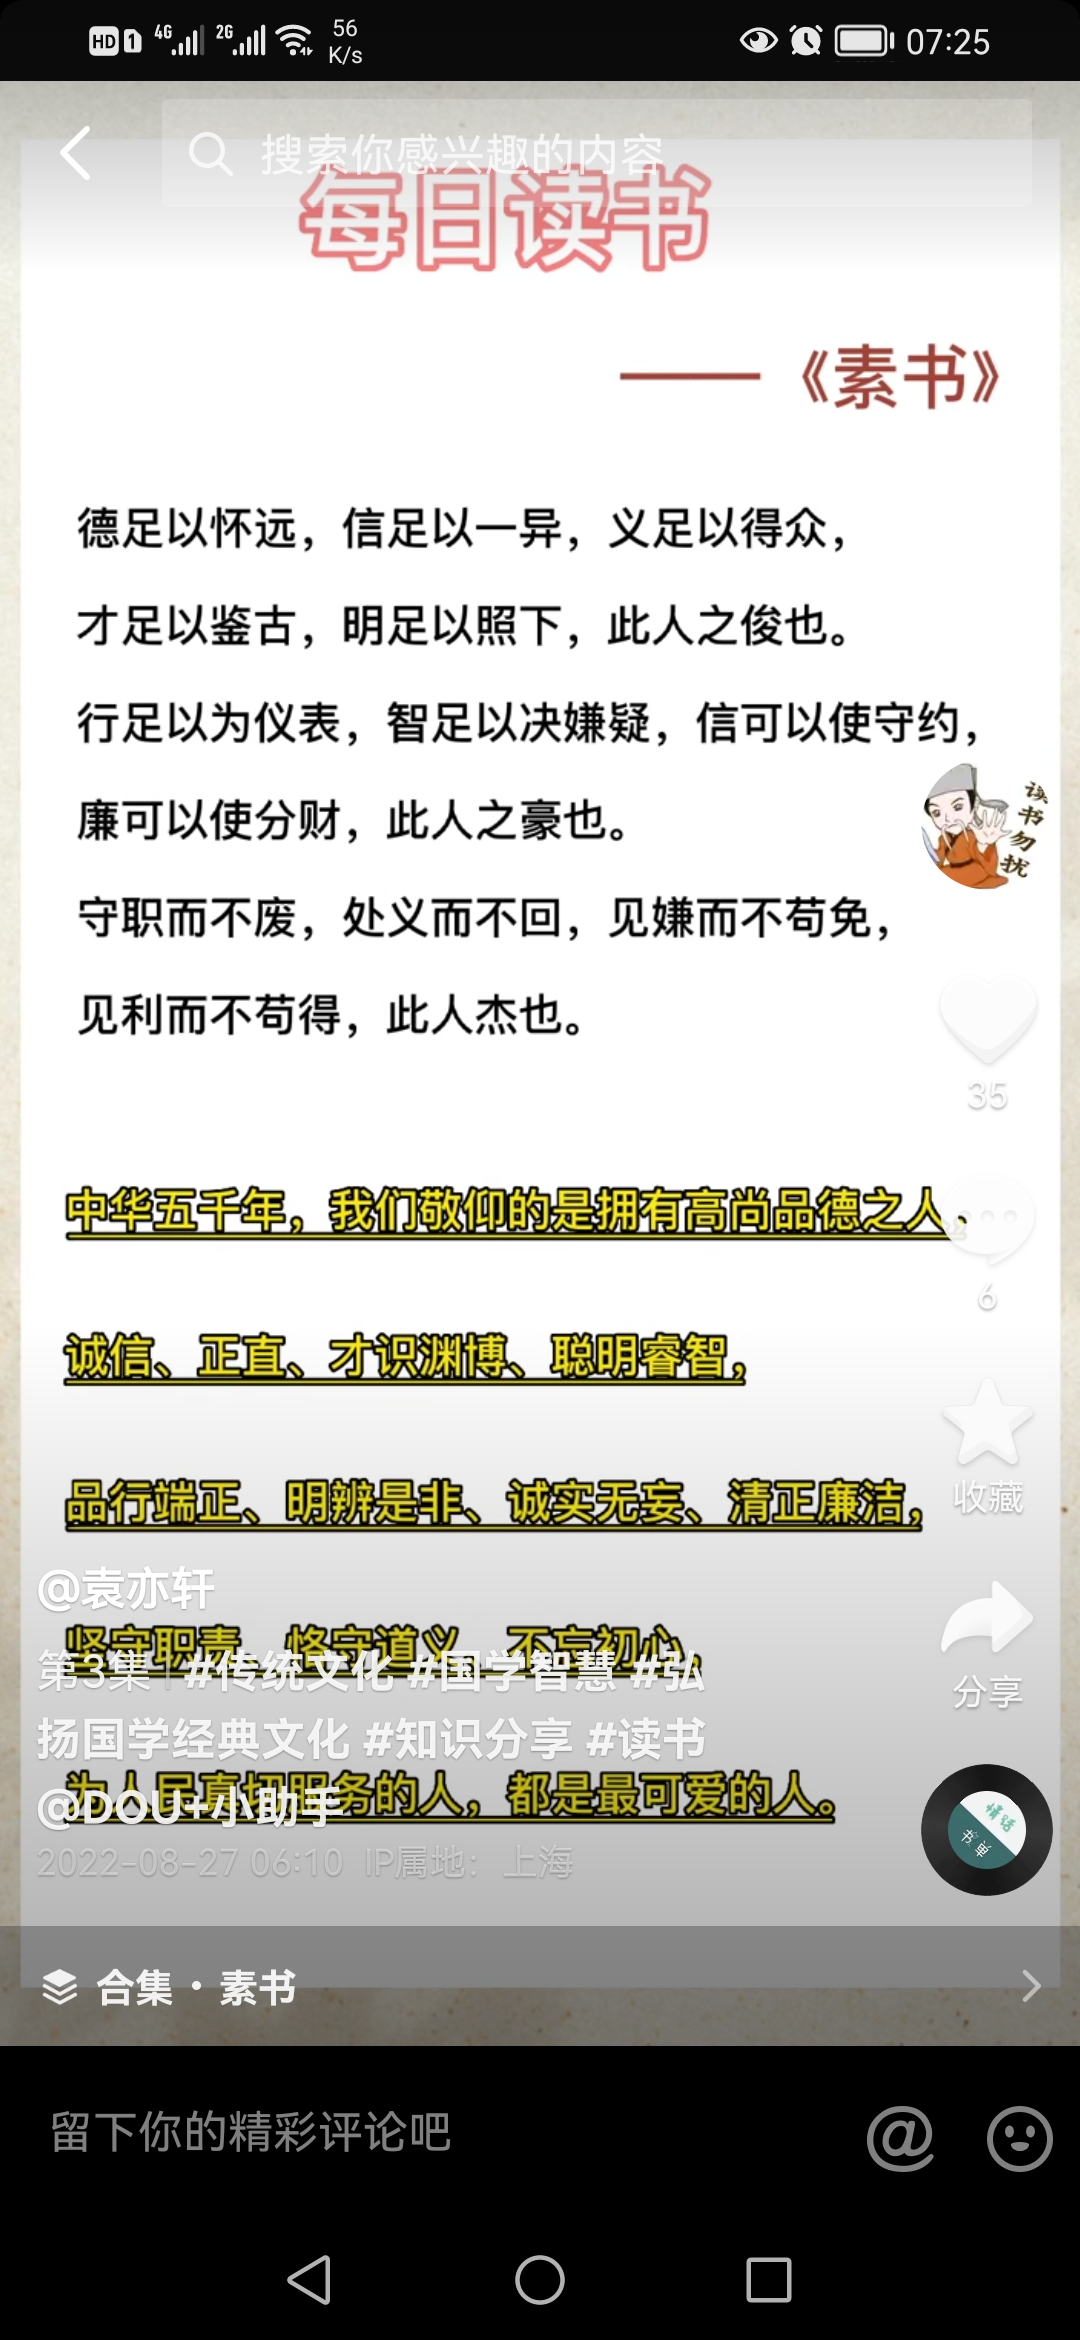 HD 1 4G 2G 56 K/s 07:25
搜索你感兴趣的内容
每日读书
——《素书》
德足以怀远，信足以一异，义足以得众，
才足以鉴古，明足以照下，此人之俊也。
行足以为仪表，智足以决嫌疑，信可以使守约，
廉可以使分财，此人之豪也。
读书勿扰
守职而不废，处义而不回，见嫌而不苟免，
见利而不苟得，此人杰也。
35
中华五千年，我们敬仰的是拥有高尚品德之人，
6
诚信、正直、才识渊博、聪明睿智，
品行端正、明辨是非、诚实无妄、清正廉洁，
收藏
@袁亦轩
坚守职责、恪守道义、不忘初心，
第3集 | #传统文化 #国学智慧 #弘
扬国学经典文化 #知识分享 #读书
分享
为人民真切服务的人，都是最可爱的人。
@DOU+小助手
2022-08-27 06:10 IP属地：上海
合集·素书
留下你的精彩评论吧